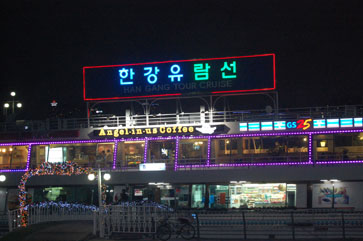 한강유람선
HAN GANG TOUR CRUISE
Angel-in-us Coffee
GS25